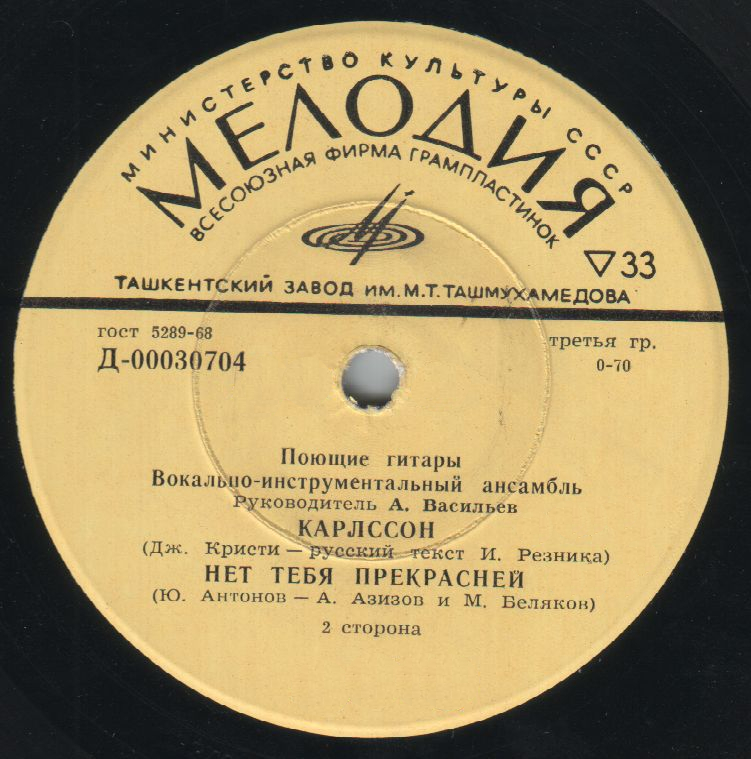 МИНИСТЕРСТВО КУЛЬТУРЫ СССР
МЕЛОДИЯ
ВСЕСОЮЗНАЯ ФИРМА ГРАМПЛАСТИНОК
33
ТАШКЕНТСКИЙ ЗАВОД ИМ. М.Т. ТАШМУХАМЕДОВА
гост 5289-68
третья гр.
Д-00030704
0-70
Поющие гитары
Вокально-инструментальный ансамбль
Руководитель А. Васильев
КАРЛССОН
(Дж. Кристи — русский текст И. Резника)
НЕТ ТЕБЯ ПРЕКРАСНЕЙ
(Ю. Антонов — А. Азизов и М. Беляков)
2 сторона